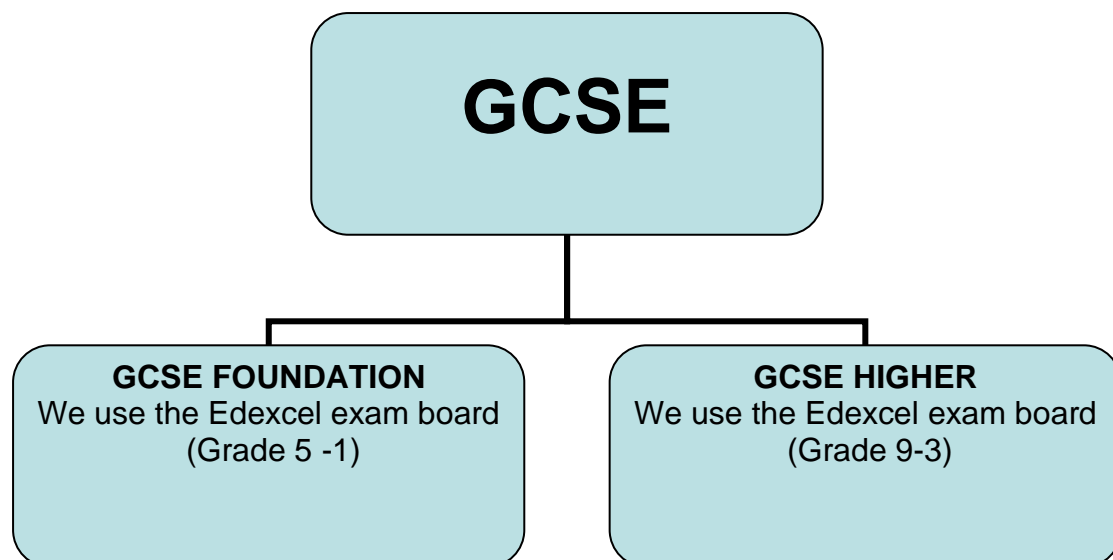 GCSE
GCSE FOUNDATION
We use the Edexcel exam board
(Grade 5 -1)
GCSE HIGHER
We use the Edexcel exam board
(Grade 9-3)